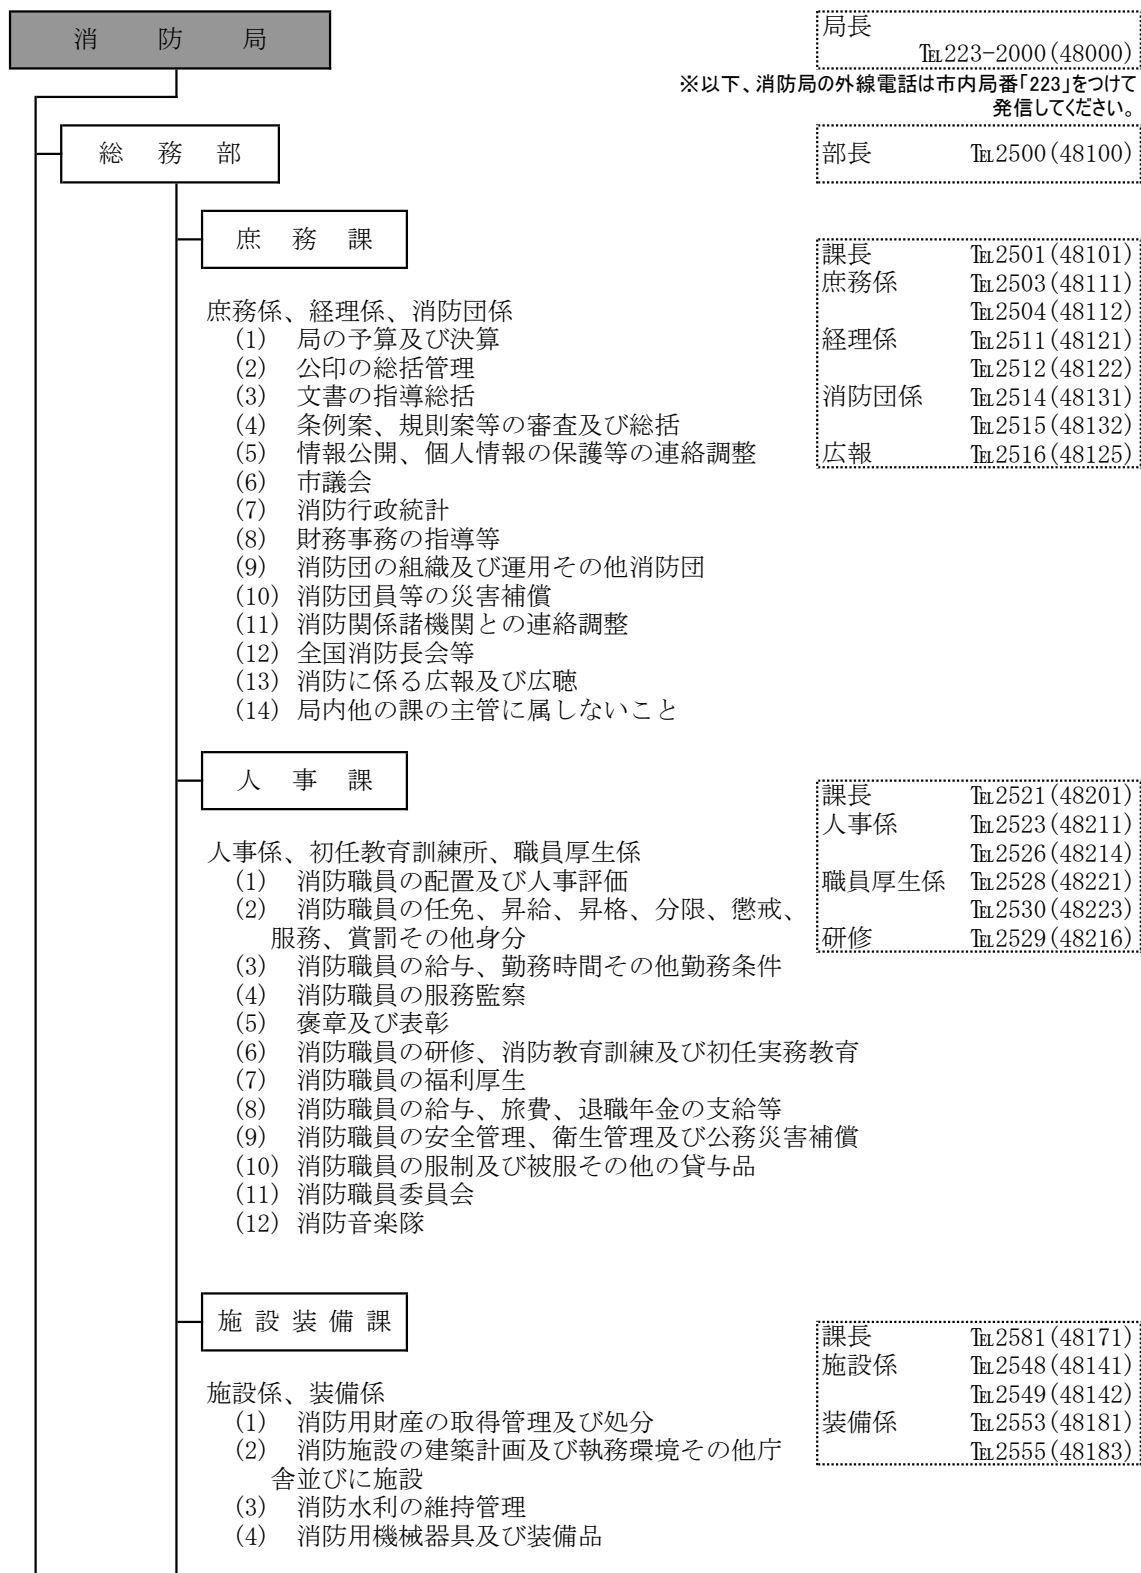 消防局
局長
℡223-2000(48000)
※以下、消防局の外線電話は市内局番「223」をつけて
発信してください。
総務部
部長 ℡2500(48100)
庶務課
課長 ℡2501(48101)
庶務係 ℡2503(48111)
℡2504(48112)
経理係 ℡2511(48121)
℡2512(48122)
消防団係 ℡2514(48131)
℡2515(48132)
広報 ℡2516(48125)
庶務係、経理係、消防団係
(1) 局の予算及び決算
(2) 公印の総括管理
(3) 文書の指導総括
(4) 条例案、規則案等の審査及び総括
(5) 情報公開、個人情報の保護等の連絡調整
(6) 市議会
(7) 消防行政統計
(8) 財務事務の指導等
(9) 消防団の組織及び運用その他消防団
(10) 消防団員等の災害補償
(11) 消防関係諸機関との連絡調整
(12) 全国消防長会等
(13) 消防に係る広報及び広聴
(14) 局内他の課の主管に属しないこと
人事課
課長 ℡2521(48201)
人事係 ℡2523(48211)
℡2526(48214)
職員厚生係 ℡2528(48221)
℡2530(48223)
研修 ℡2529(48216)
人事係、初任教育訓練所、職員厚生係
(1) 消防職員の配置及び人事評価
(2) 消防職員の任免、昇給、昇格、分限、懲戒、
服務、賞罰その他身分
(3) 消防職員の給与、勤務時間その他勤務条件
(4) 消防職員の服務監察
(5) 褒章及び表彰
(6) 消防職員の研修、消防教育訓練及び初任実務教育
(7) 消防職員の福利厚生
(8) 消防職員の給与、旅費、退職年金の支給等
(9) 消防職員の安全管理、衛生管理及び公務災害補償
(10) 消防職員の服制及び被服その他の貸与品
(11) 消防職員委員会
(12) 消防音楽隊
施設装備課
課長 ℡2581(48171)
施設係 ℡2548(48141)
℡2549(48142)
装備係 ℡2553(48181)
℡2555(48183)
施設係、装備係
(1) 消防用財産の取得管理及び処分
(2) 消防施設の建築計画及び執務環境その他庁
舎並びに施設
(3) 消防水利の維持管理
(4) 消防用機械器具及び装備品